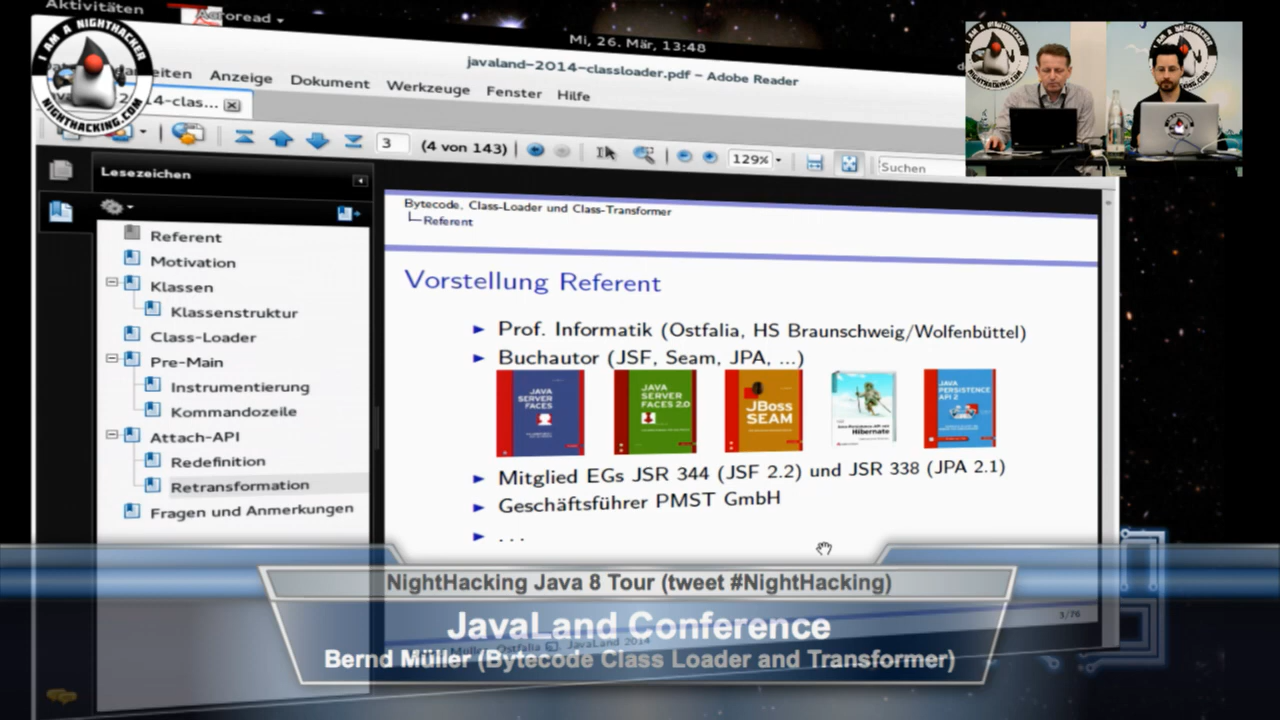 Aktivitäten
Mi, 26. Mär, 13:48
javaland-2014-classloader.pdf – Adobe Reader
Anzeige Dokument Werkzeuge Fenster Hilfe
4-clas...
3 (4 von 143) 129% Suchen
I AM A NIGHTHACKER
NIGHTHACKING.COM
Lesezeichen
Referent
Motivation
Klassen
Klassenstruktur
Class-Loader
Pre-Main
Instrumentierung
Kommandozeile
Attach-API
Redefinition
Retransformation
Fragen und Anmerkungen
Bytecode, Class-Loader und Class-Transformer
Referent
Vorstellung Referent
► Prof. Informatik (Ostfalia, HS Braunschweig/Wolfenbüttel)
► Buchautor (JSF, Seam, JPA, ...)
JAVA SERVER FACES
JAVA SERVER FACES 2.0
JBoss SEAM
Hibernate
JAVA PERSISTENCE API 2
► Mitglied EGs JSR 344 (JSF 2.2) und JSR 338 (JPA 2.1)
► Geschäftsführer PMST GmbH
► ...
3/76
NightHacking Java 8 Tour (tweet #NightHacking)
JavaLand Conference
Bernd Müller (Bytecode Class Loader and Transformer)